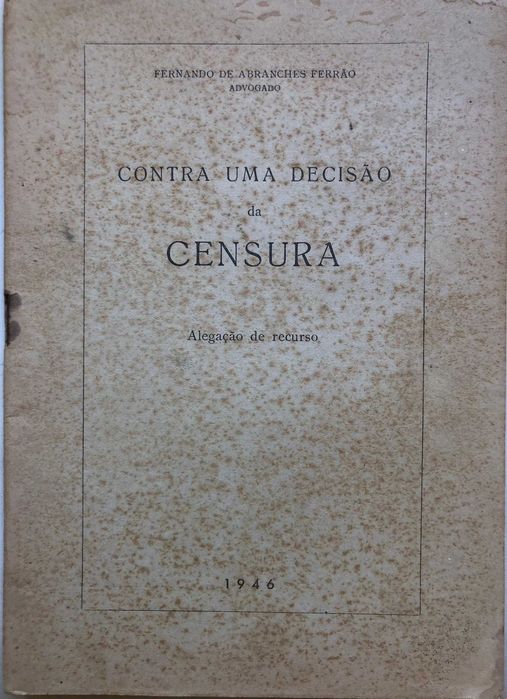 FERNANDO DE ABRANCHES FERRÃO
ADVOGADO
CONTRA UMA DECISÃO
da
CENSURA
Alegação de recurso
1946